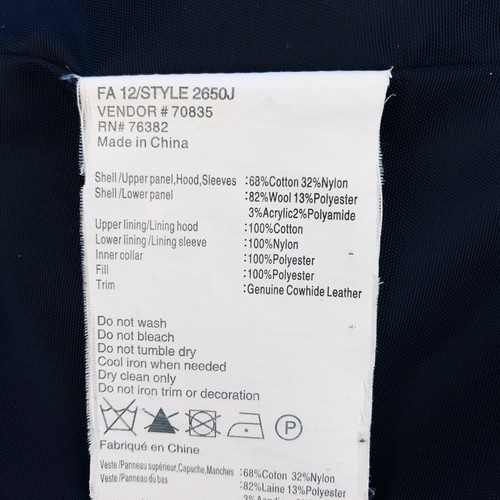 FA 12/STYLE 2650J
VENDOR # 70835
RN# 76382
Made in China
Shell /Upper panel,Hood,Sleeves :68%Cotton 32%Nylon
Shell /Lower panel :82%Wool 13%Polyester
3%Acrylic2%Polyamide
Upper lining/Lining hood :100%Cotton
Lower lining /Lining sleeve :100%Nylon
Inner collar :100%Polyester
Fill :100%Polyester
Trim :Genuine Cowhide Leather
Do not wash
Do not bleach
Do not tumble dry
Cool iron when needed
Dry clean only
Do not iron trim or decoration
P
Fabriqué en Chine
Veste /Panneau supérieur,Capuche,Manches :68%Coton 32%Nylon
Veste/Panneau du bas :82%Laine 13%Polyester